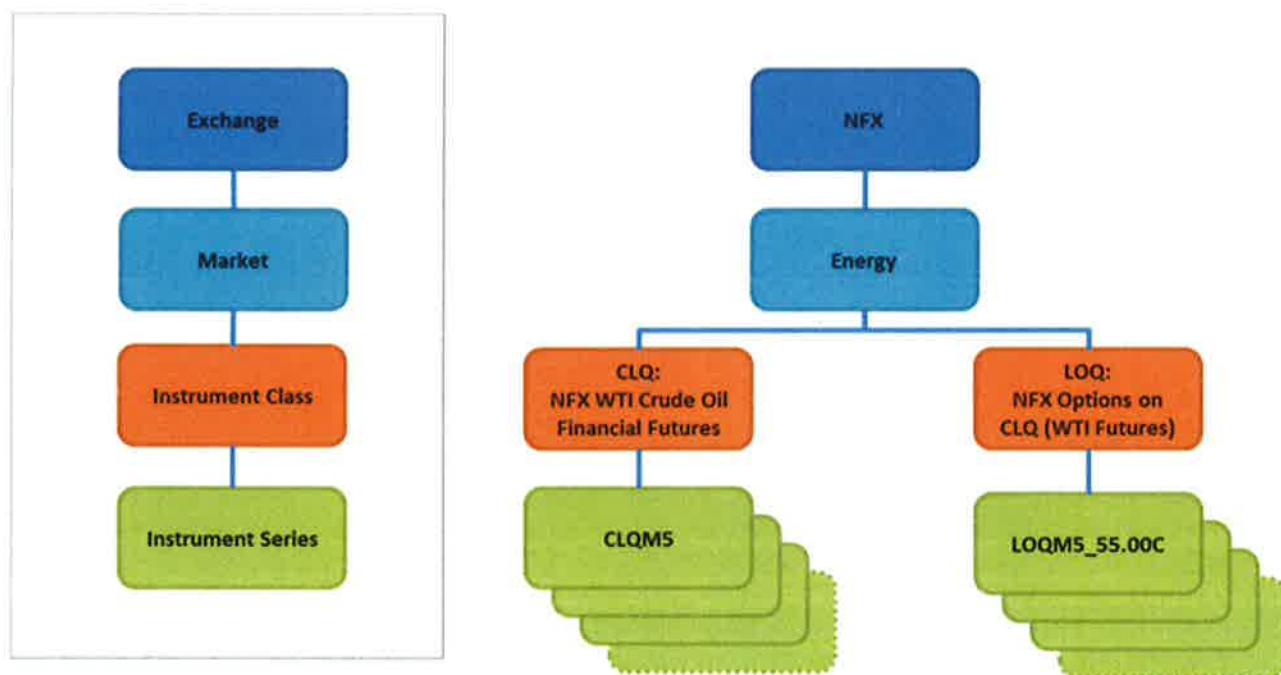 Exchange
Market
Instrument Class
Instrument Series
NFX
Energy
CLQ:
NFX WTI Crude Oil
Financial Futures
LOQ:
NFX Options on
CLQ (WTI Futures)
CLQM5
LOQM5_55.00C